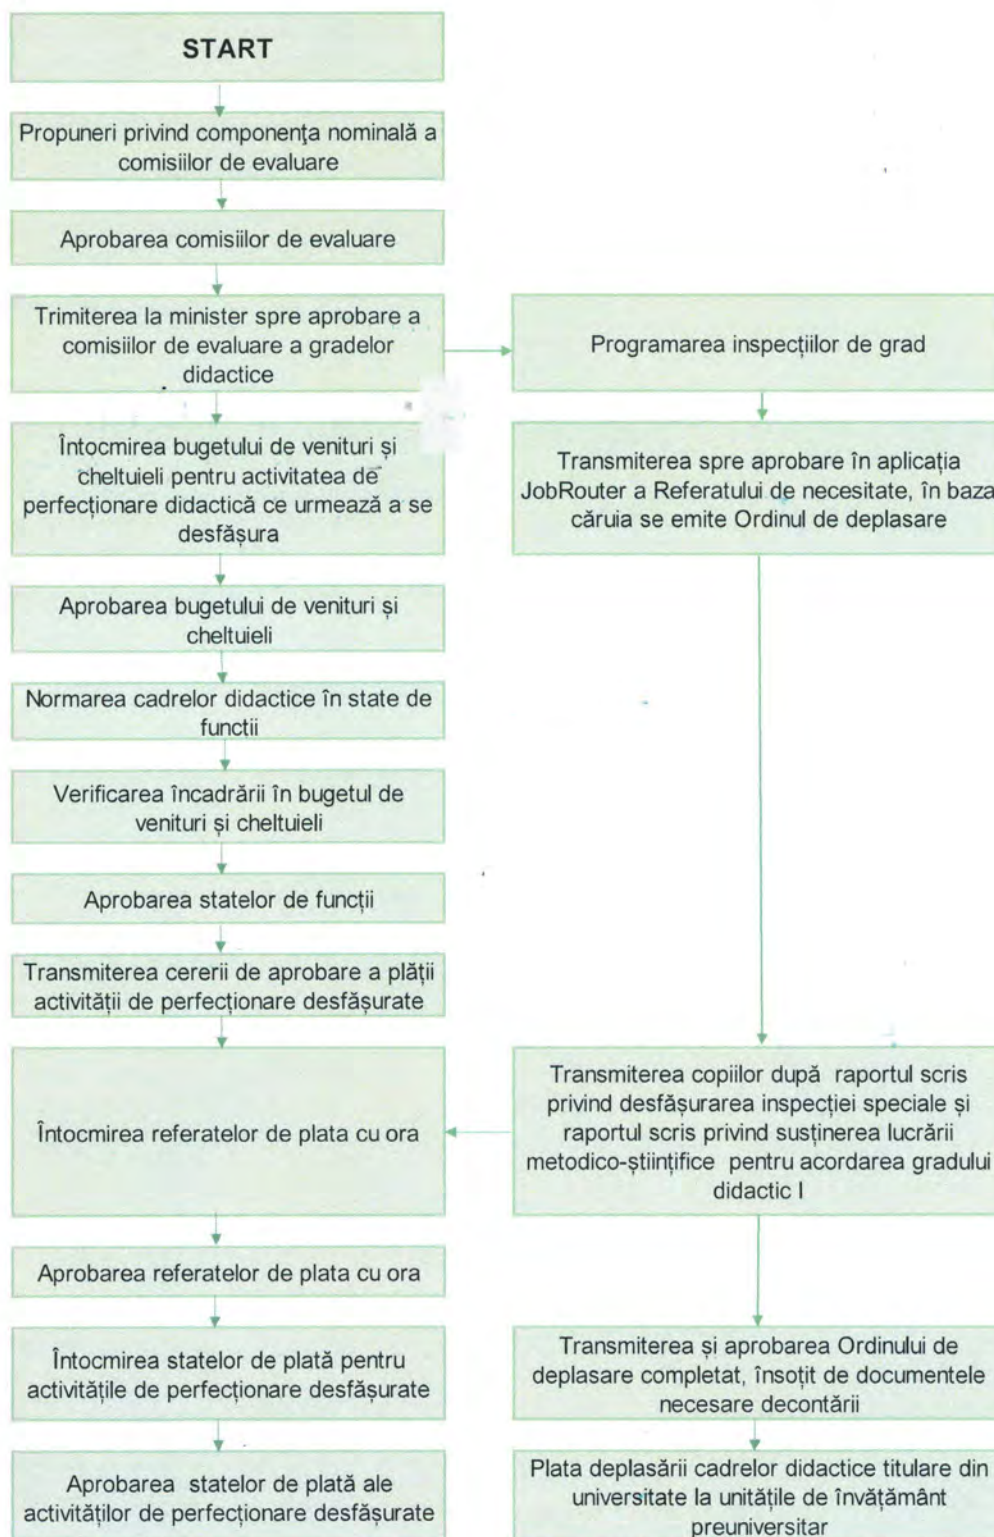 START
Propuneri privind componența nominală a
comisiilor de evaluare
Aprobarea comisiilor de evaluare
Trimiterea la minister spre aprobare a
comisiilor de evaluare a gradelor
didactice
Programarea inspecțiilor de grad
Întocmirea bugetului de venituri și
cheltuieli pentru activitatea de
perfecționare didactică ce urmează a se
desfășura
Transmiterea spre aprobare în aplicația
JobRouter a Referatului de necesitate, în baza
căruia se emite Ordinul de deplasare
Aprobarea bugetului de venituri și
cheltuieli
Normarea cadrelor didactice în state de
functii
Verificarea încadrării în bugetul de
venituri și cheltuieli
Aprobarea statelor de funcții
Transmiterea cererii de aprobare a plății
activității de perfecționare desfășurate
Întocmirea referatelor de plata cu ora
Transmiterea copiilor după raportul scris
privind desfășurarea inspecției speciale și
raportul scris privind susținerea lucrării
metodico-științifice pentru acordarea gradului
didactic I
Aprobarea referatelor de plata cu ora
Întocmirea statelor de plată pentru
activitățile de perfecționare desfășurate
Transmiterea și aprobarea Ordinului de
deplasare completat, însoțit de documentele
necesare decontării
Aprobarea statelor de plată ale
activităților de perfecționare desfășurate
Plata deplasării cadrelor didactice titulare din
universitate la unitățile de învățământ
preuniversitar